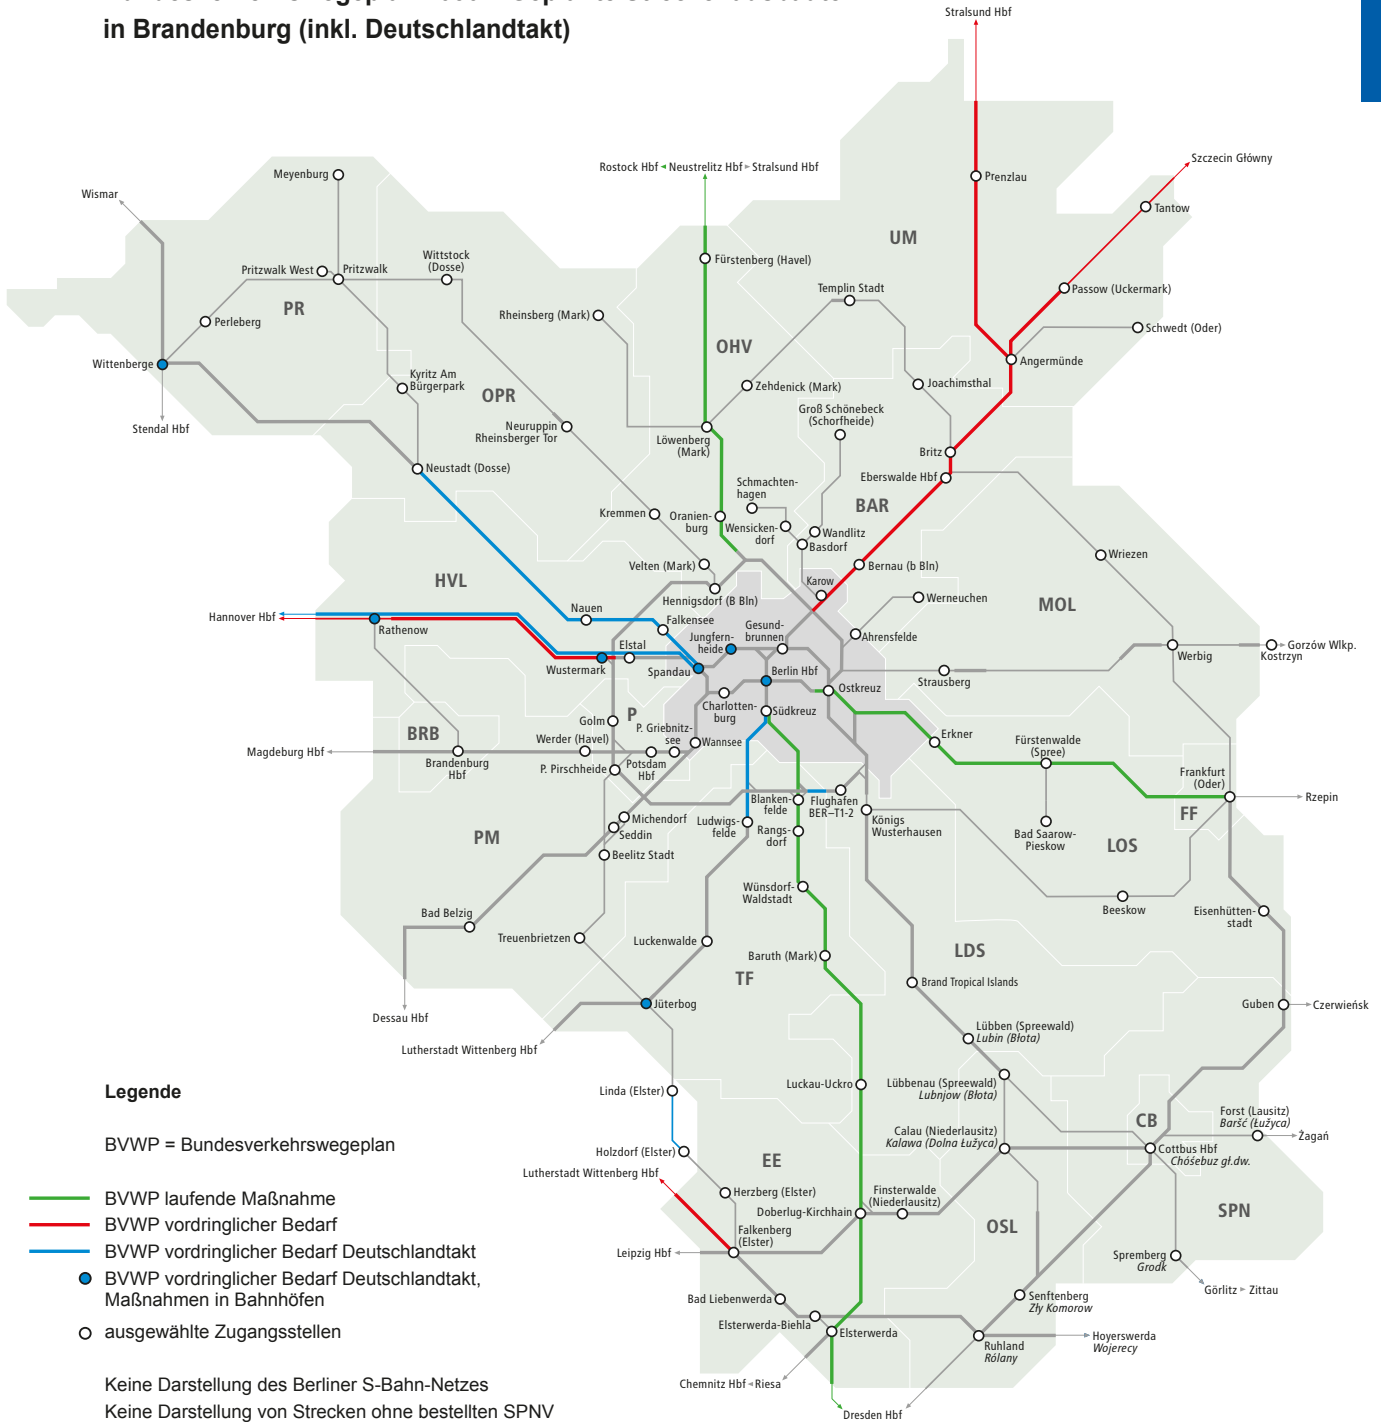 in Brandenburg (inkl. Deutschlandtakt)
Stralsund Hbf
Rostock Hbf ◂ Neustrelitz Hbf ▸ Stralsund Hbf
Szczecin Główny
Meyenburg
Prenzlau
Wismar
Tantow
UM
Wittstock
(Dosse)
Fürstenberg (Havel)
Pritzwalk West
Pritzwalk
Templin Stadt
Passow (Uckermark)
PR
Perleberg
Rheinsberg (Mark)
Schwedt (Oder)
OHV
Wittenberge
Angermünde
Kyritz Am
Bürgerpark
Zehdenick (Mark)
Joachimsthal
OPR
Groß Schönebeck
(Schorfheide)
Stendal Hbf
Neuruppin
Rheinsberger Tor
Löwenberg
(Mark)
Britz
Neustadt (Dosse)
Eberswalde Hbf
Schmachten-
hagen
BAR
Kremmen
Oranien-
burg
Wensicken-
dorf
Wandlitz
Basdorf
Wriezen
Velten (Mark)
Bernau (b Bln)
HVL
Karow
Hennigsdorf (B Bln)
Werneuchen
MOL
Nauen
Hannover Hbf
Rathenow
Falkensee
Jungfern-
heide
Gesund-
brunnen
Ahrensfelde
Elstal
Wustermark
Spandau
Berlin Hbf
Gorzów Wlkp.
Kostrzyn
Werbig
Strausberg
Charlotten-
burg
Ostkreuz
Südkreuz
P
Golm
BRB
P. Griebnitz-
see
Wannsee
Werder (Havel)
Erkner
Fürstenwalde
(Spree)
Magdeburg Hbf
Brandenburg
Hbf
P. Pirschheide
Potsdam
Hbf
Frankfurt
(Oder)
Rzepin
Blanken-
felde
Flughafen
BER–T1-2
FF
Michendorf
Seddin
Ludwigs-
felde
Rangs-
dorf
Königs
Wusterhausen
Bad Saarow-
Pieskow
PM
LOS
Beelitz Stadt
Wünsdorf-
Waldstadt
Beeskow
Eisenhütten-
stadt
Bad Belzig
Treuenbrietzen
Luckenwalde
Baruth (Mark)
LDS
TF
Brand Tropical Islands
Jüterbog
Guben
Czerwieńsk
Dessau Hbf
Lübben (Spreewald)
Lubin (Błota)
Lutherstadt Wittenberg Hbf
Legende
Linda (Elster)
Luckau-Uckro
Lübbenau (Spreewald)
Lubnjow (Błota)
Forst (Lausitz)
Baršć (Łužyca)
CB
Żagań
BVWP = Bundesverkehrswegeplan
Calau (Niederlausitz)
Kalawa (Dolna Łužyca)
Cottbus Hbf
Chóśebuz gł.dw.
Holzdorf (Elster)
EE
Lutherstadt Wittenberg Hbf
Herzberg (Elster)
Finsterwalde
(Niederlausitz)
BVWP laufende Maßnahme
Doberlug-Kirchhain
SPN
BVWP vordringlicher Bedarf
Falkenberg
(Elster)
OSL
BVWP vordringlicher Bedarf Deutschlandtakt
Leipzig Hbf
Spremberg
Grodk
BVWP vordringlicher Bedarf Deutschlandtakt,
Maßnahmen in Bahnhöfen
Görlitz ▸ Zittau
Bad Liebenwerda
Senftenberg
Zły Komorow
Elsterwerda-Biehla
ausgewählte Zugangsstellen
Elsterwerda
Hoyerswerda
Wojerecy
Ruhland
Rólany
Keine Darstellung des Berliner S-Bahn-Netzes
Chemnitz Hbf ◂ Riesa
Keine Darstellung von Strecken ohne bestellten SPNV
Dresden Hbf